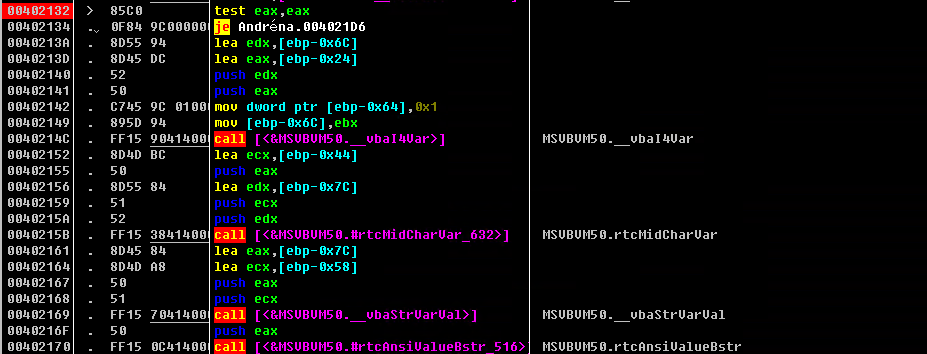 00402132 > 85C0 test eax,eax
00402134 .v 0F84 9C00000 je Andréna.004021D6
0040213A . 8D55 94 lea edx,[ebp-0x6C]
0040213D . 8D45 DC lea eax,[ebp-0x24]
00402140 . 52 push edx
00402141 . 50 push eax
00402142 . C745 9C 0100 mov dword ptr [ebp-0x64],0x1
00402149 . 895D 94 mov [ebp-0x6C],ebx
0040214C . FF15 90414000 call [<&MSVBVM50.__vbaI4Var>] MSVBVM50.__vbaI4Var
00402152 . 8D4D BC lea ecx,[ebp-0x44]
00402155 . 50 push eax
00402156 . 8D55 84 lea edx,[ebp-0x7C]
00402159 . 51 push ecx
0040215A . 52 push edx
0040215B . FF15 38414000 call [<&MSVBVM50.#rtcMidCharVar_632>] MSVBVM50.rtcMidCharVar
00402161 . 8D45 84 lea eax,[ebp-0x7C]
00402164 . 8D4D A8 lea ecx,[ebp-0x58]
00402167 . 50 push eax
00402168 . 51 push ecx
00402169 . FF15 70414000 call [<&MSVBVM50.__vbaStrVarVal>] MSVBVM50.__vbaStrVarVal
0040216F . 50 push eax
00402170 . FF15 0C414000 call [<&MSVBVM50.#rtcAnsiValueBstr_516> MSVBVM50.rtcAnsiValueBstr